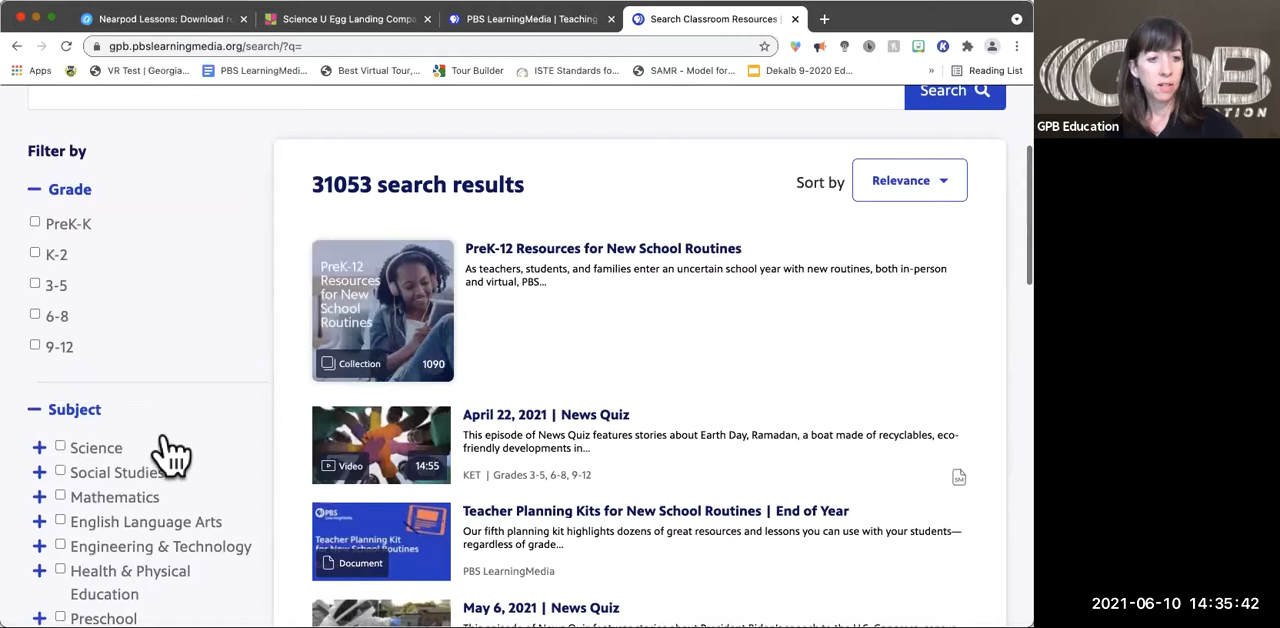 Nearpod Lessons: Download r
Science U Egg Landing Compa
PBS LearningMedia | Teaching
Search Classroom Resources |
gpb.pbslearningmedia.org/search/?q=
Apps
VR Test | Georgia...
PBS LearningMedi...
Best Virtual Tour,...
Tour Builder
ISTE Standards fo...
SAMR - Model for...
Dekalb 9-2020 Ed...
»
Reading List
Search
Filter by
Grade
PreK-K
K-2
3-5
6-8
9-12
Subject
Science
Social Studies
Mathematics
English Language Arts
Engineering & Technology
Health & Physical
Education
Preschool
31053 search results
Sort by
Relevance
PreK-12
Resources
for New
School
Routines
Collection
1090
PreK-12 Resources for New School Routines
As teachers, students, and families enter an uncertain school year with new routines, both in-person
and virtual, PBS...
Video
14:55
April 22, 2021 | News Quiz
This episode of News Quiz features stories about Earth Day, Ramadan, a boat made of recyclables, eco-
friendly developments in...
KET | Grades 3-5, 6-8, 9-12
SM
PBS LearningMedia
Teacher Planning Kit
for New School Routines
Document
Teacher Planning Kits for New School Routines | End of Year
Our fifth planning kit highlights dozens of great resources and lessons you can use with your students—
regardless of grade...
PBS LearningMedia
May 6, 2021 | News Quiz
GPB Education
2021-06-10 14:35:42